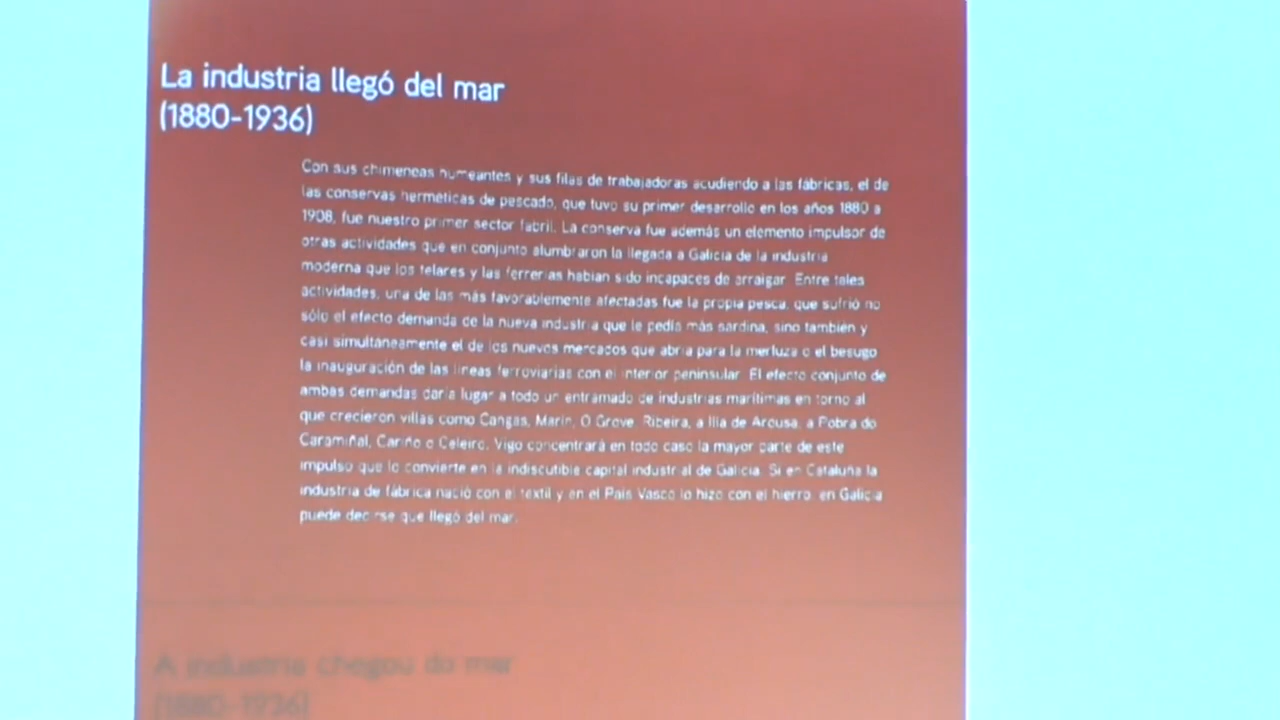 La industria llegó del mar
(1880-1936)
Con sus chimeneas humeantes y sus filas de trabajadoras acudiendo a las fábricas, el de
las conservas herméticas de pescado, que tuvo su primer desarrollo en los años 1880 a
1908, fue nuestro primer sector fabril. La conserva fue además un elemento impulsor de
otras actividades que en conjunto alumbraron la llegada a Galicia de la industria
moderna que los telares y las ferrerías habían sido incapaces de arraigar. Entre tales
actividades, una de las más favorablemente afectadas fue la propia pesca, que sufrió no
sólo el efecto demanda de la nueva industria que le pedía más sardina, sino también y
casi simultáneamente el de los nuevos mercados que abría para la merluza o el besugo
la inauguración de las líneas ferroviarias con el interior peninsular. El efecto conjunto de
ambas demandas daría lugar a todo un entramado de industrias marítimas en torno al
que crecieron villas como Cangas, Marín, O Grove, Ribeira, a Illa de Arousa, a Pobra do
Caramiñal, Cariño o Celeiro. Vigo concentrará en todo caso la mayor parte de este
impulso que lo convierte en la indiscutible capital industrial de Galicia. Si en Cataluña la
industria de fábrica nació con el textil y en el País Vasco lo hizo con el hierro, en Galicia
puede decirse que llegó del mar.
A industria chegou do mar
(1880-1936)